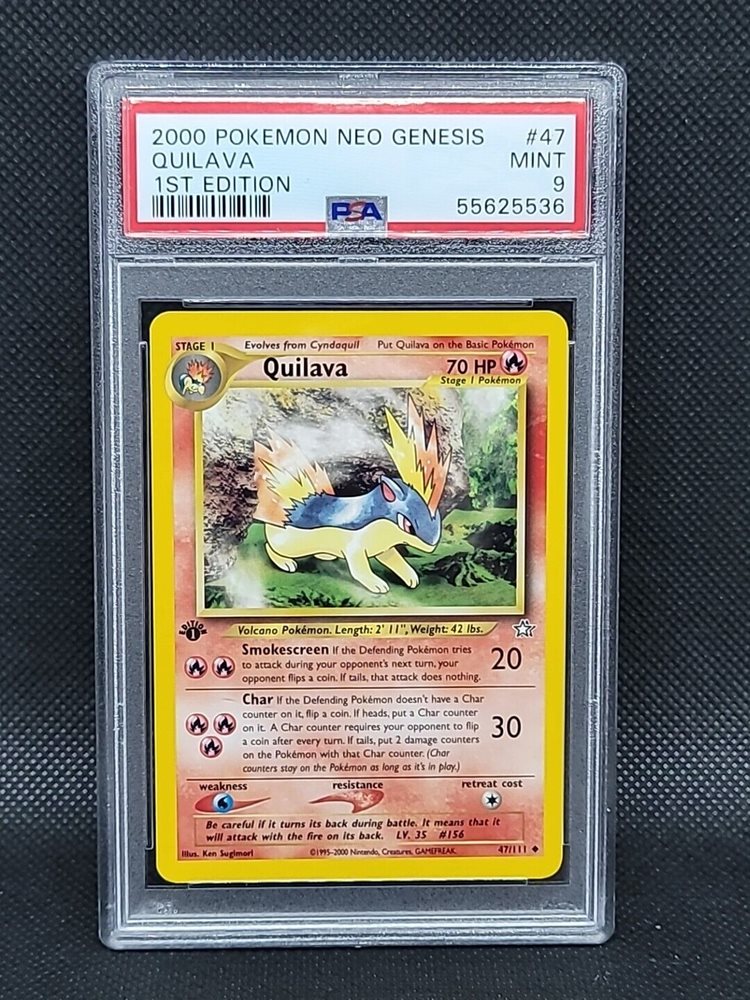 2000 POKEMON NEO GENESIS #47
QUILAVA MINT
1ST EDITION 9
PSA 55625536
STAGE 1 Evolves from Cyndaquil Put Quilava on the Basic Pokémon
Quilava 70 HP
Stage 1 Pokémon
EDITION
1
Volcano Pokémon. Length: 2' 11", Weight: 42 lbs.
Smokescreen If the Defending Pokémon tries
to attack during your opponent's next turn, your
opponent flips a coin. If tails, that attack does nothing.
20
Char If the Defending Pokémon doesn't have a Char
counter on it, flip a coin. If heads, put a Char counter
on it. A Char counter requires your opponent to flip
a coin after every turn. If tails, put 2 damage counters
on the Pokémon with that Char counter. (Char
counters stay on the Pokémon as long as it's in play.)
30
weakness resistance retreat cost
Be careful if it turns its back during battle. It means that it
will attack with the fire on its back. LV. 35 #156
Illus. Ken Sugimori ©1995-2000 Nintendo, Creatures, GAMEFREAK. 47/111